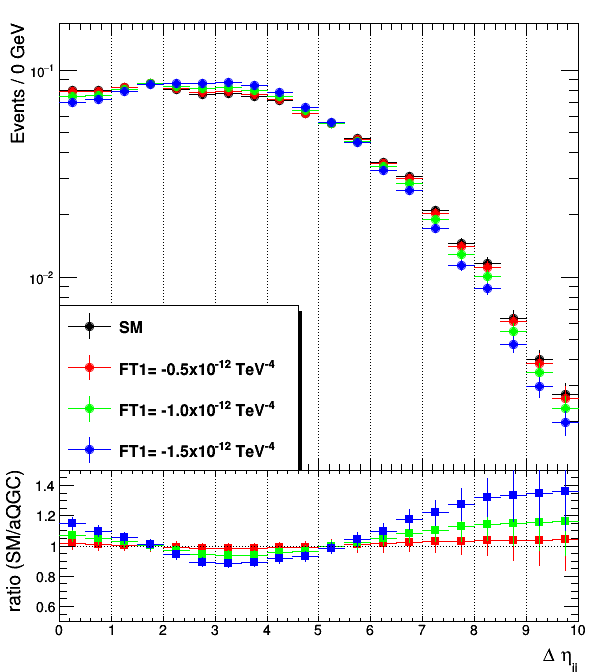 Events / 0 GeV
10⁻¹
10⁻²
SM
FT1= -0.5x10⁻¹² TeV⁻⁴
FT1= -1.0x10⁻¹² TeV⁻⁴
FT1= -1.5x10⁻¹² TeV⁻⁴
ratio (SM/aQGC)
1.4
1.2
1
0.8
0.6
0 1 2 3 4 5 6 7 8 9 10
Δ ηjj